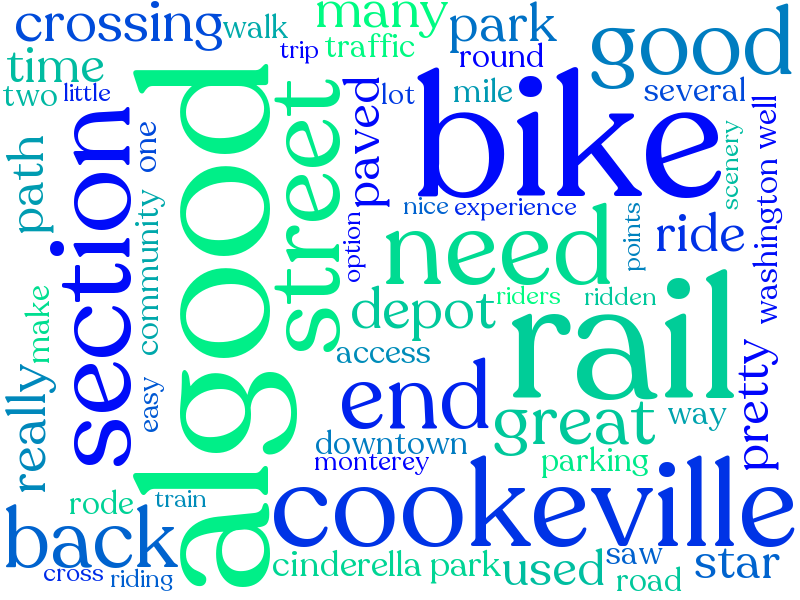 crossing
walk
many
park
good
trip
traffic
round
time
two
little
lot
mile
several
algood
street
paved
bike
section
one
path
community
scenery
washington well
nice
experience
option
points
ride
need
make
depot
riders
ridden
rail
access
pretty
easy
really
end
great
way
downtown
monterey
parking
rode
train
back
cookeville
cross
riding
cinderella park
used
saw
road
star